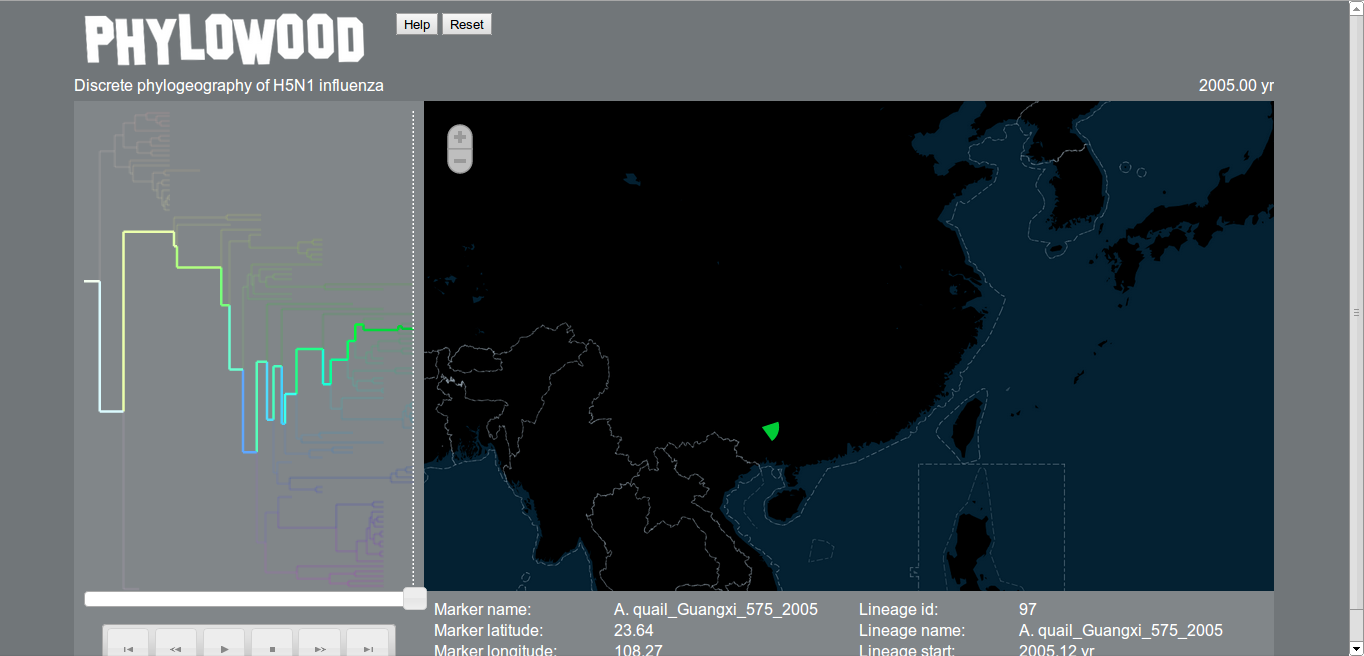 PHYLOWOOD
Help Reset
Discrete phylogeography of H5N1 influenza 2005.00 yr
Marker name: A. quail_Guangxi_575_2005 Lineage id: 97
Marker latitude: 23.64 Lineage name: A. quail_Guangxi_575_2005
Marker longitude: 108.27 Lineage start: 2005.12 yr